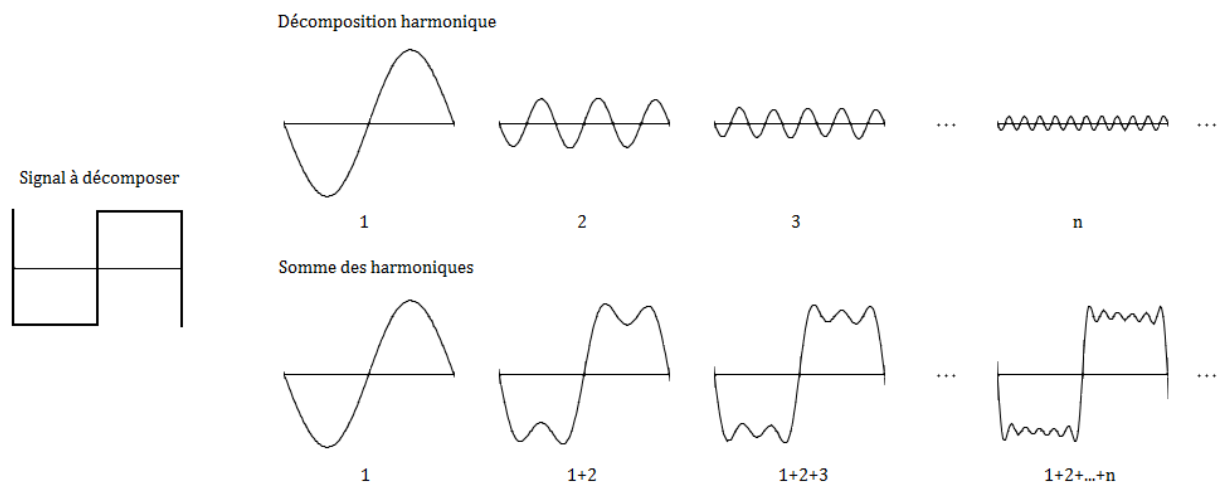 Décomposition harmonique
... ...
Signal à décomposer
1 2 3 n
Somme des harmoniques
... ...
1 1+2 1+2+3 1+2+...+n